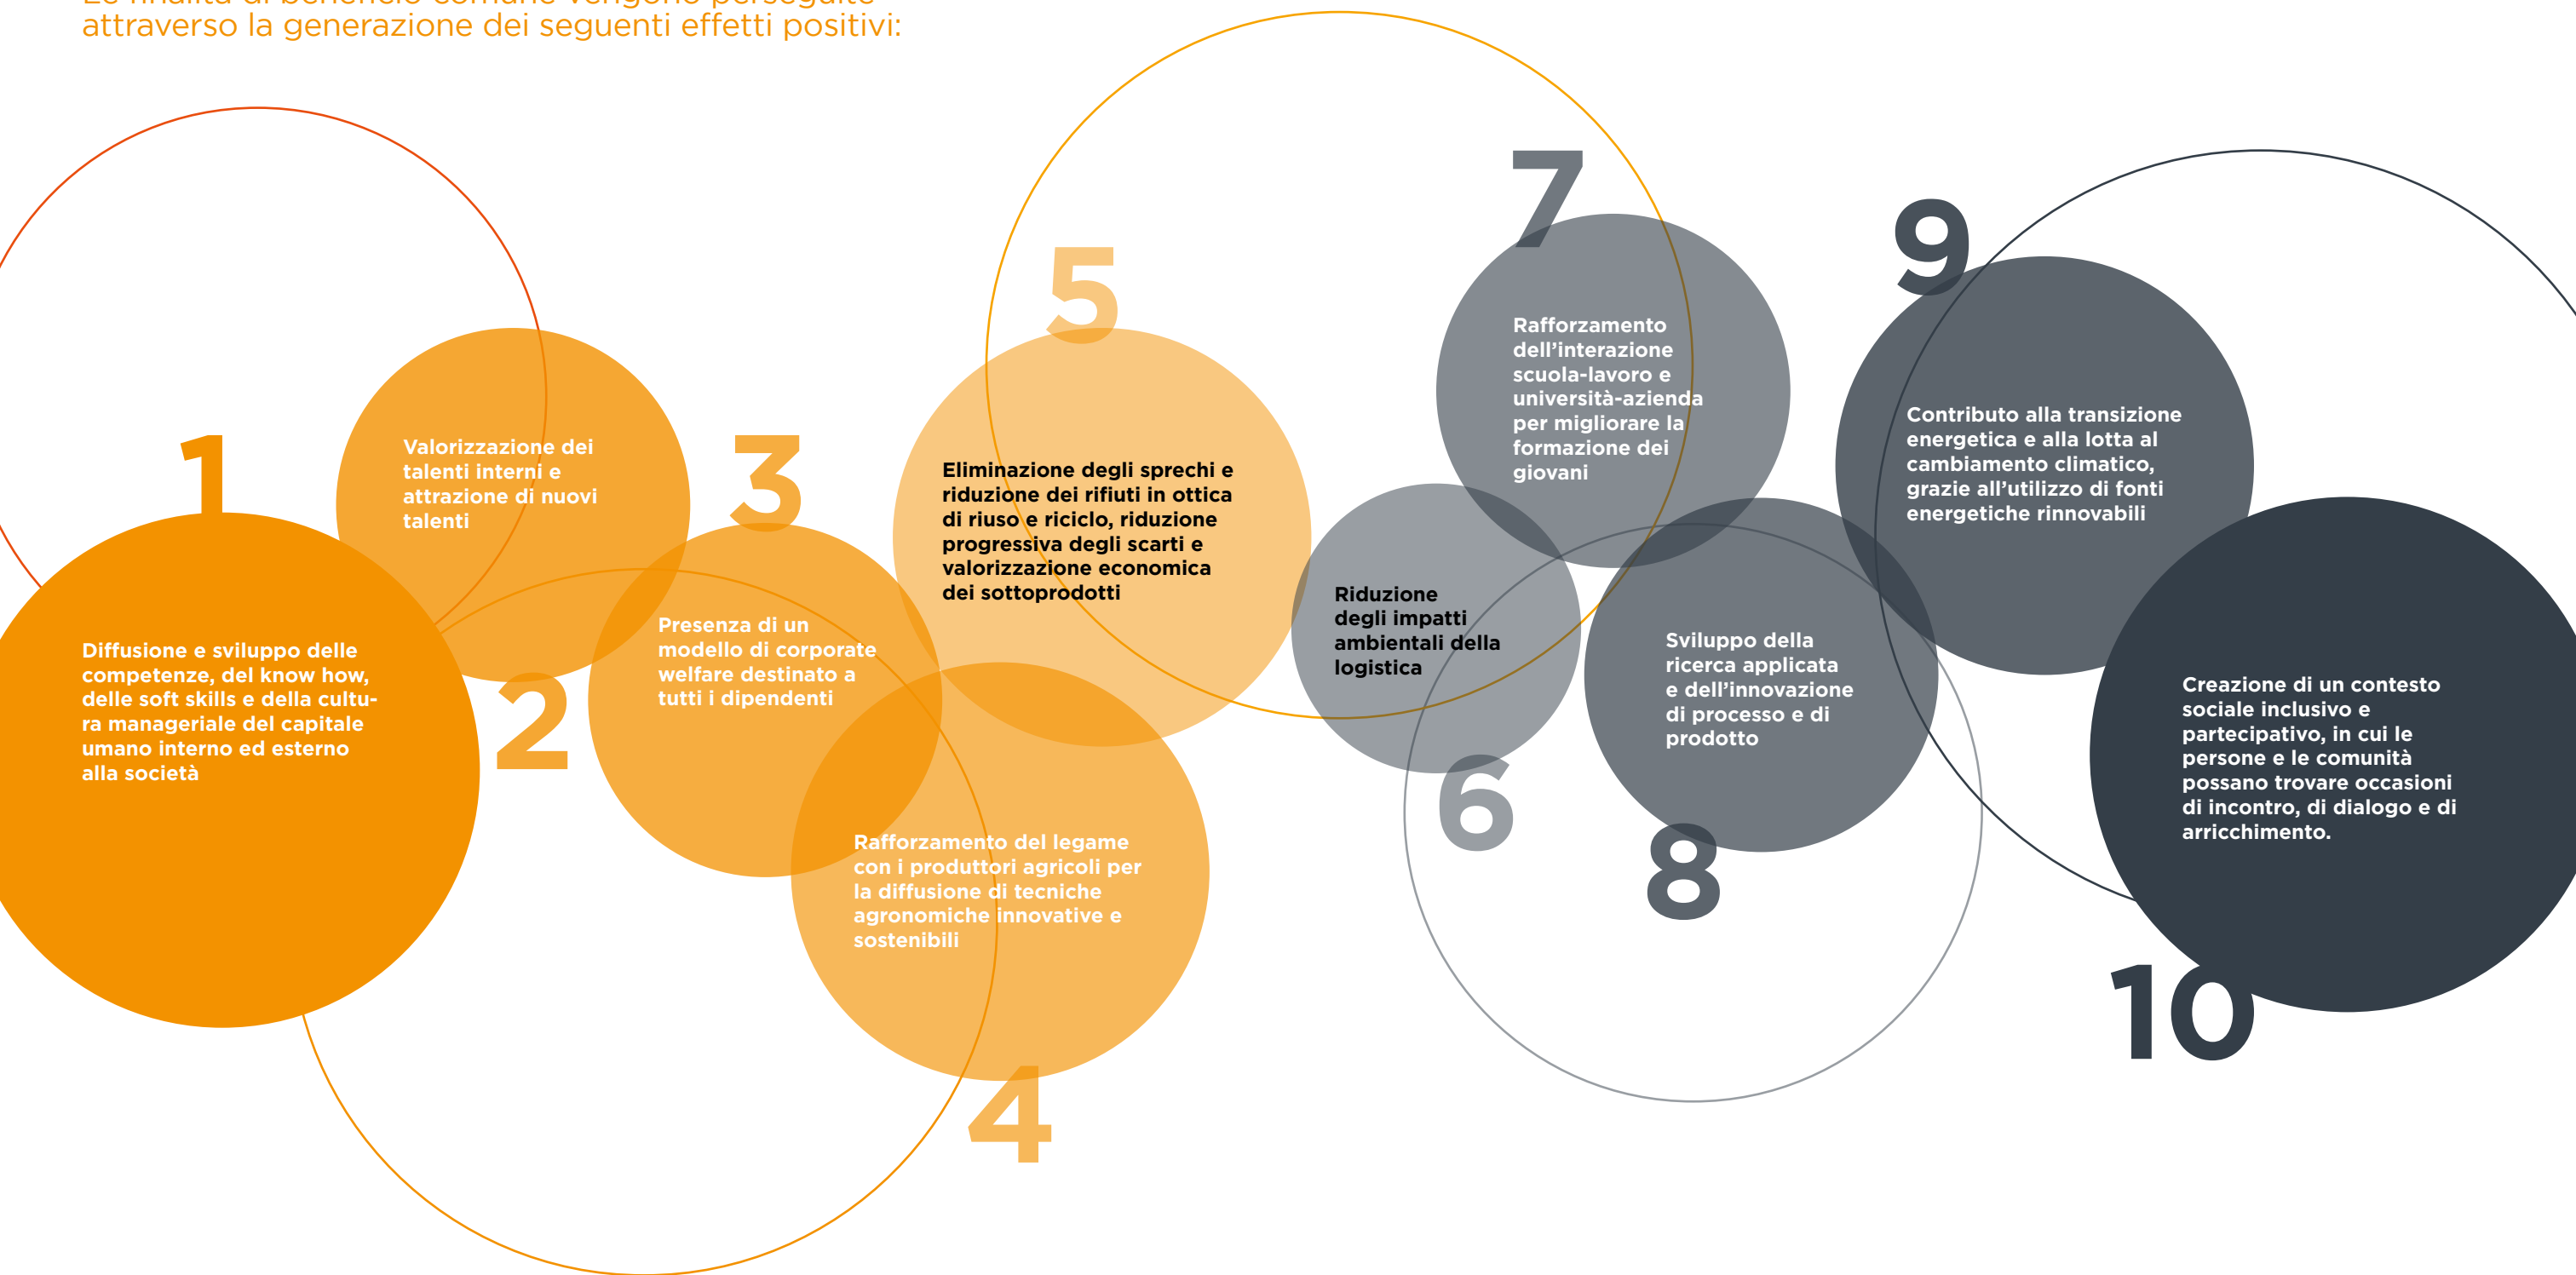 Le finalità di beneficio comune vengono perseguite
attraverso la generazione dei seguenti effetti positivi:
1
Diffusione e sviluppo delle
competenze, del know how,
delle soft skills e della cultu-
ra manageriale del capitale
umano interno ed esterno
alla società
2
Valorizzazione dei
talenti interni e
attrazione di nuovi
talenti
3
Presenza di un
modello di corporate
welfare destinato a
tutti i dipendenti
4
Rafforzamento del legame
con i produttori agricoli per
la diffusione di tecniche
agronomiche innovative e
sostenibili
5
Eliminazione degli sprechi e
riduzione dei rifiuti in ottica
di riuso e riciclo, riduzione
progressiva degli scarti e
valorizzazione economica
dei sottoprodotti
6
Riduzione
degli impatti
ambientali della
logistica
7
Rafforzamento
dell’interazione
scuola-lavoro e
università-azienda
per migliorare la
formazione dei
giovani
8
Sviluppo della
ricerca applicata
e dell’innovazione
di processo e di
prodotto
9
Contributo alla transizione
energetica e alla lotta al
cambiamento climatico,
grazie all’utilizzo di fonti
energetiche rinnovabili
10
Creazione di un contesto
sociale inclusivo e
partecipativo, in cui le
persone e le comunità
possano trovare occasioni
di incontro, di dialogo e di
arricchimento.